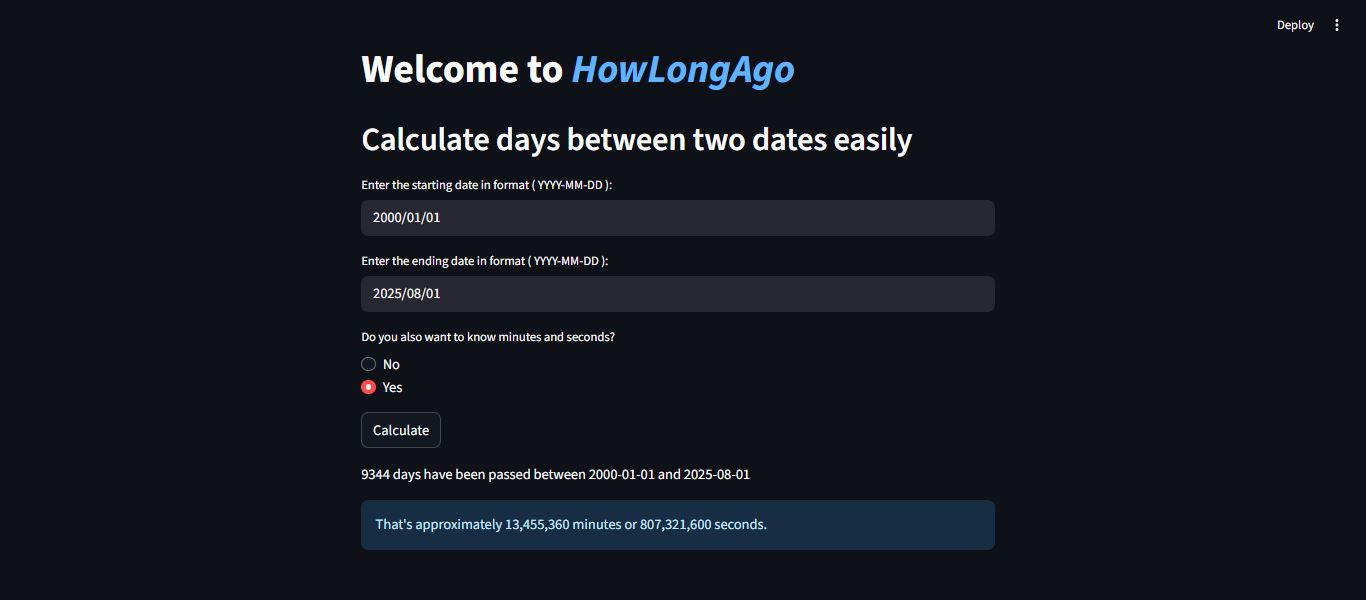 Deploy
Welcome to HowLongAgo
Calculate days between two dates easily
Enter the starting date in format ( YYYY-MM-DD ):
2000/01/01
Enter the ending date in format ( YYYY-MM-DD ):
2025/08/01
Do you also want to know minutes and seconds?
No
Yes
Calculate
9344 days have been passed between 2000-01-01 and 2025-08-01
That's approximately 13,455,360 minutes or 807,321,600 seconds.